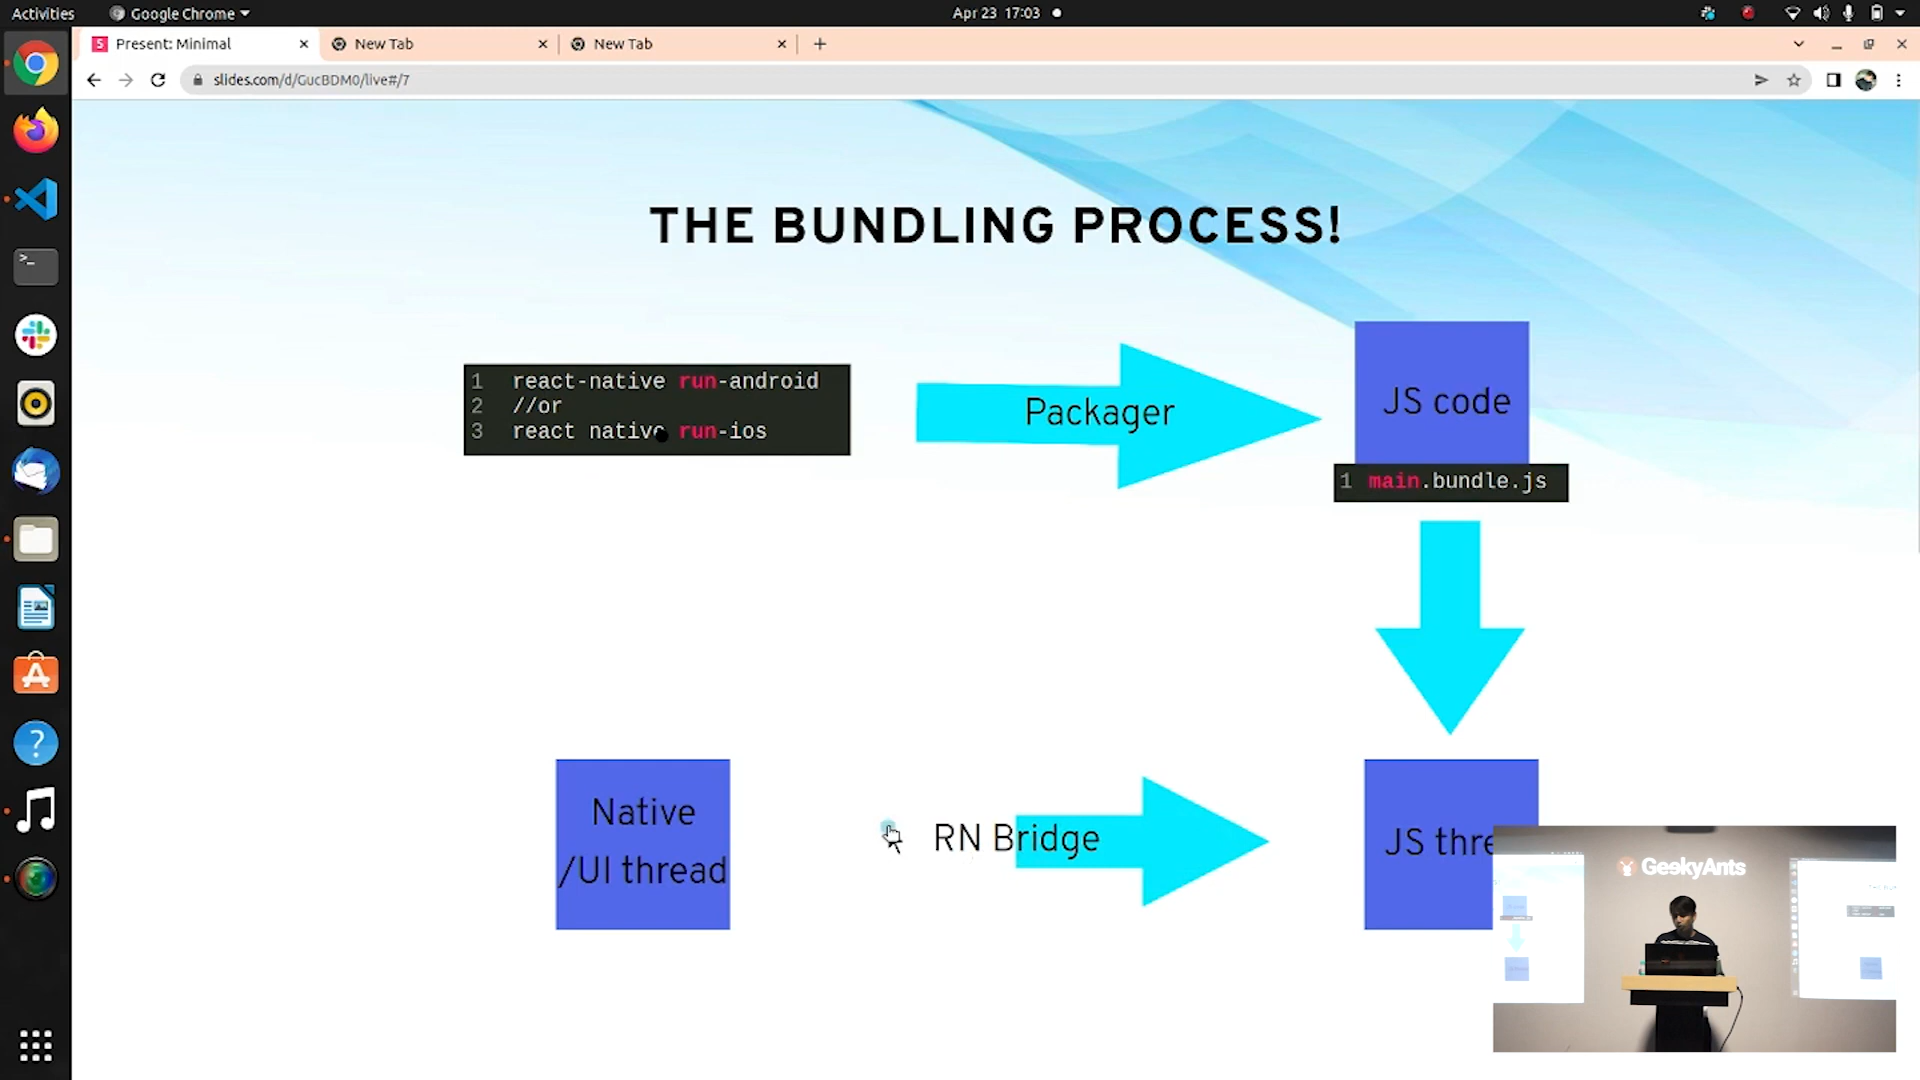 Activities
Google Chrome
Apr 23 17:03
Present: Minimal
New Tab
New Tab
slides.com/d/GucBDM0/live#/7
THE BUNDLING PROCESS!
1 react-native run-android
2 //or
3 react native run-ios
Packager
JS code
1 main.bundle.js
Native
/UI thread
RN Bridge
JS thre
GeekyAnts